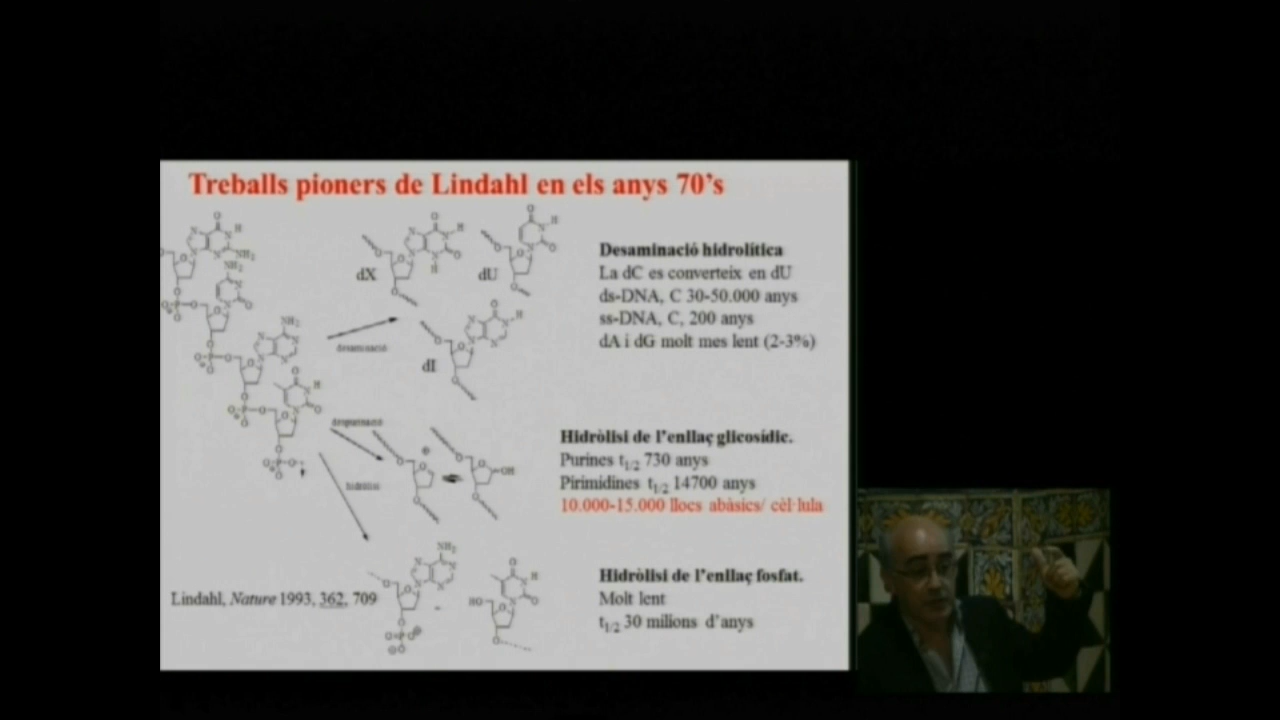 Treballs pioners de Lindahl en els anys 70's
dX
dU
dI
desaminació
despurinació
hidròlisi
Desaminació hidrolítica
La dC es converteix en dU
ds-DNA, C 30-50.000 anys
ss-DNA, C, 200 anys
dA i dG molt mes lent (2-3%)
Hidròlisi de l'enllaç glicosídic.
Purines t1/2 730 anys
Pirimidines t1/2 14700 anys
10.000-15.000 llocs abàsics/ cèl·lula
Hidròlisi de l'enllaç fosfat.
Molt lent
t1/2 30 milions d'anys
Lindahl, Nature 1993, 362, 709